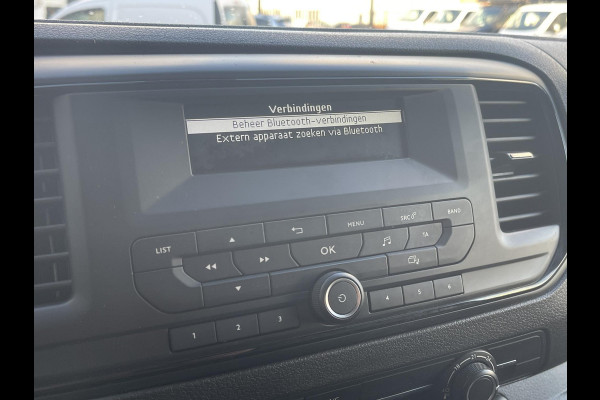 Verbindingen
Beheer Bluetooth-verbindingen
Extern apparaat zoeken via Bluetooth
LIST
MENU
SRC
BAND
OK
TA
1
2
3
4
5
6